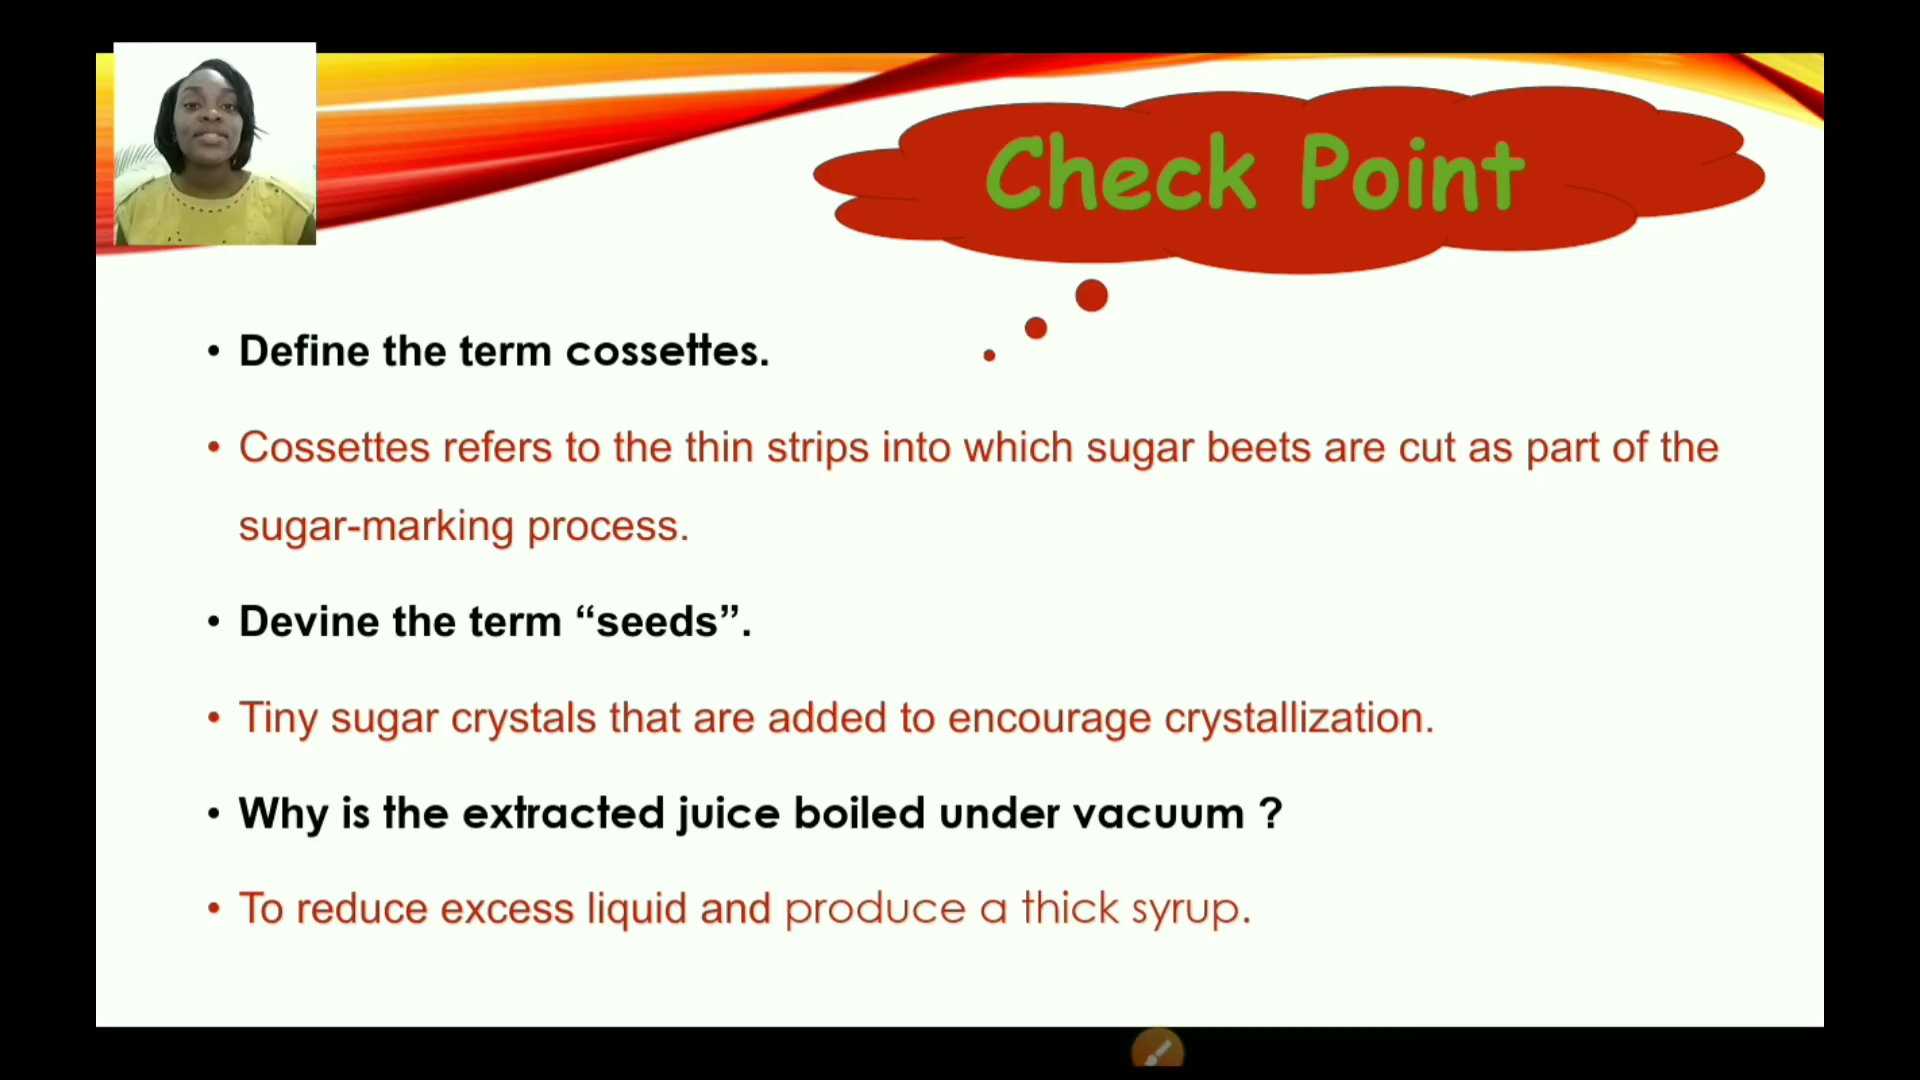 Check Point
• Define the term cossettes.
• Cossettes refers to the thin strips into which sugar beets are cut as part of the
sugar-marking process.
• Devine the term “seeds”.
• Tiny sugar crystals that are added to encourage crystallization.
• Why is the extracted juice boiled under vacuum ?
• To reduce excess liquid and produce a thick syrup.